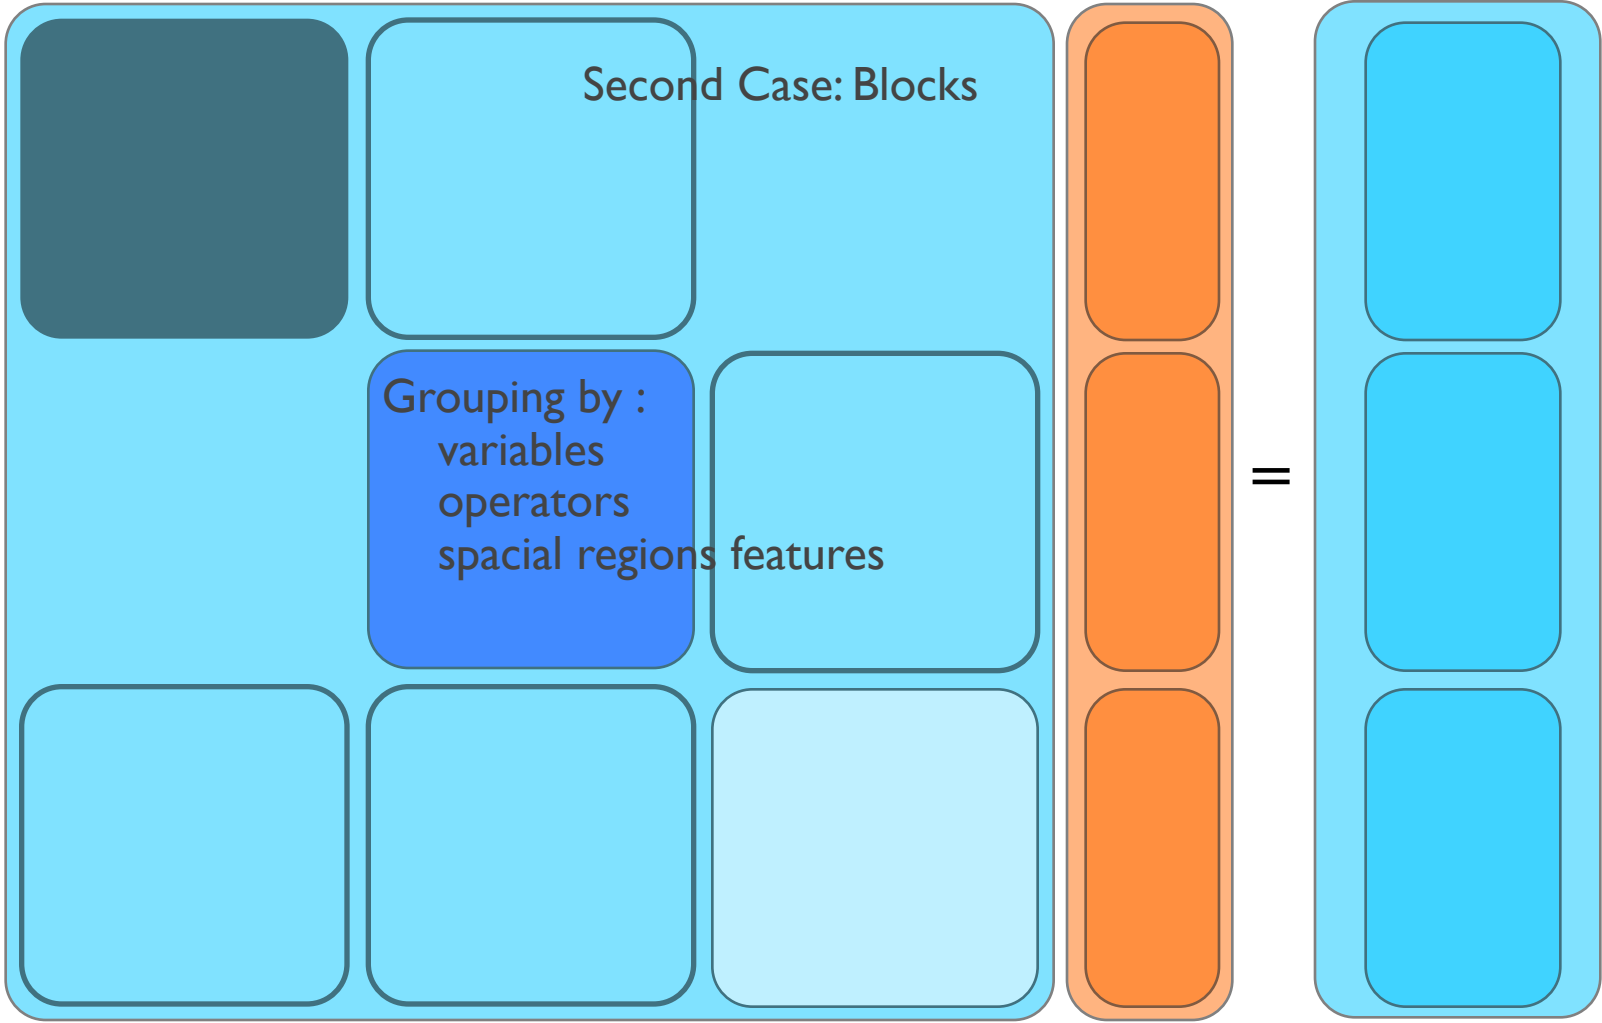 Second Case: Blocks
Grouping by :
variables
operators
spacial regions features
=